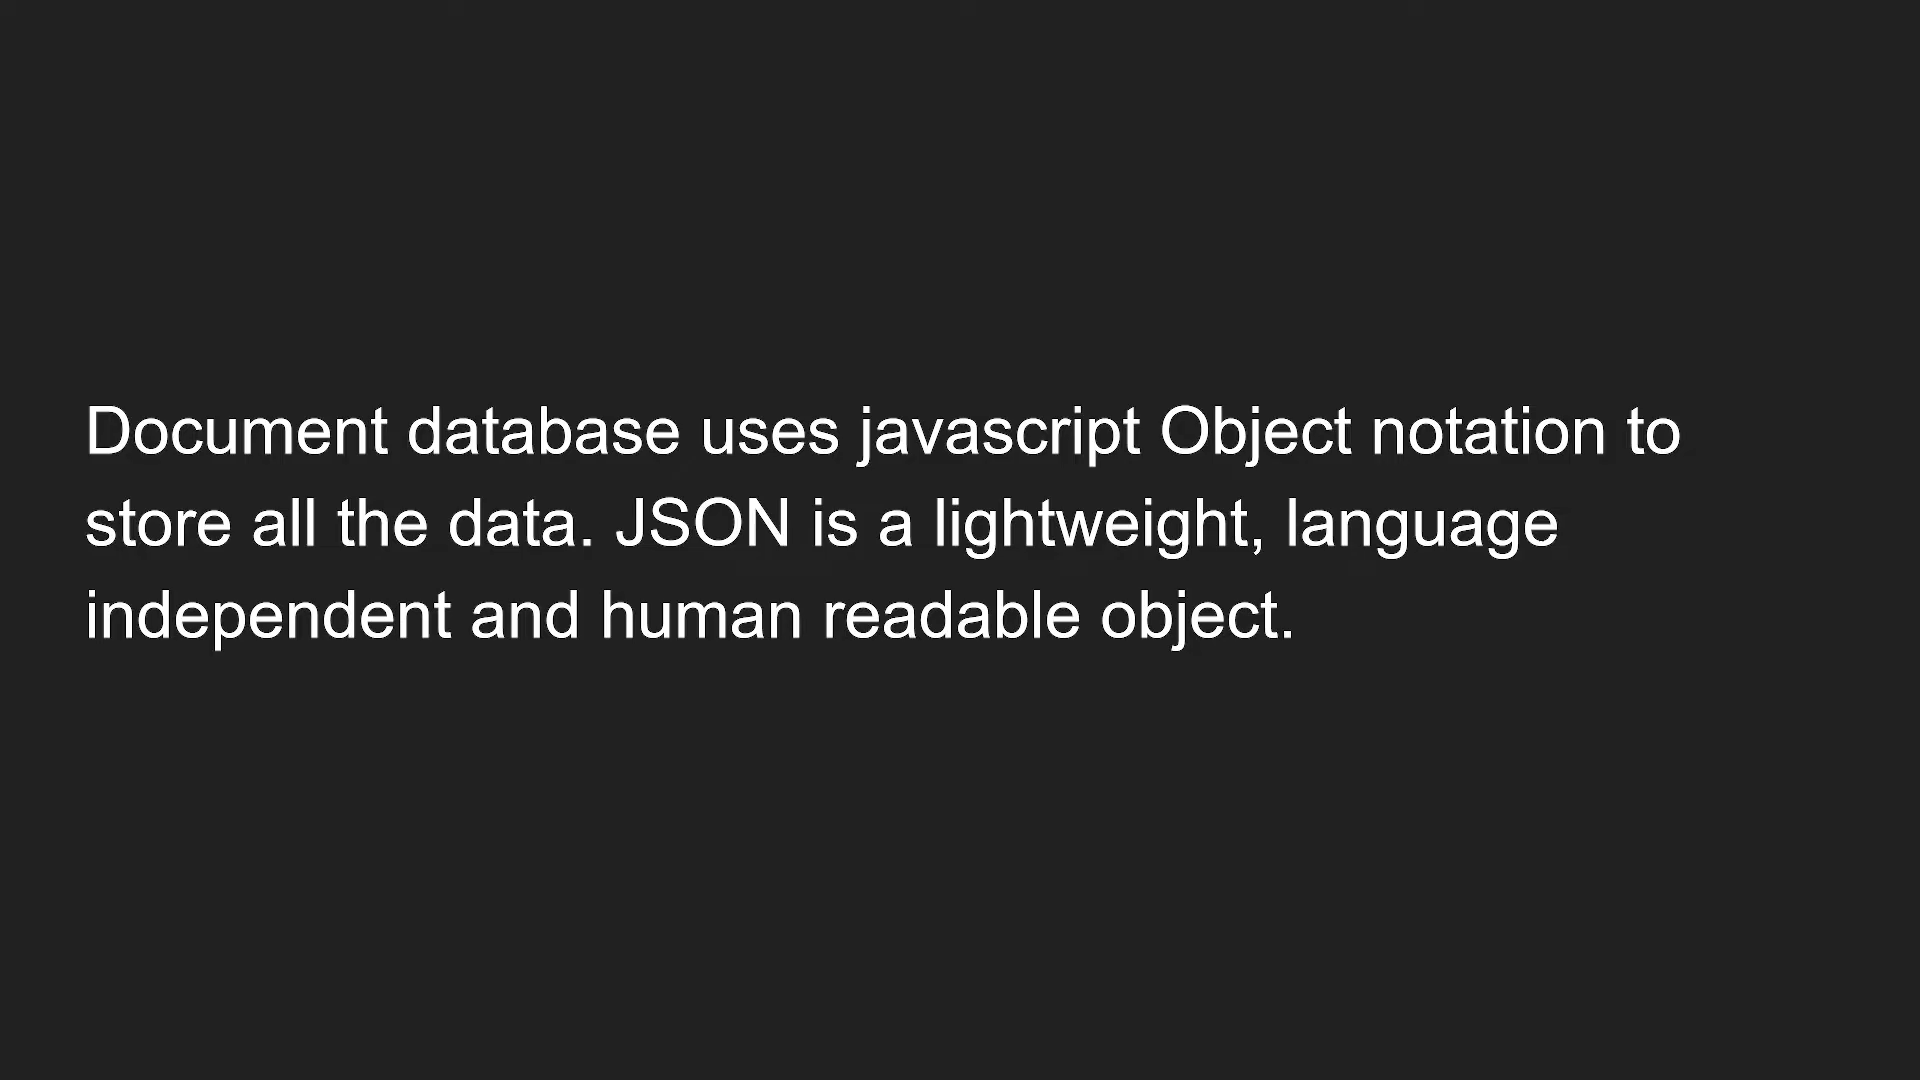 Document database uses javascript Object notation to
store all the data. JSON is a lightweight, language
independent and human readable object.